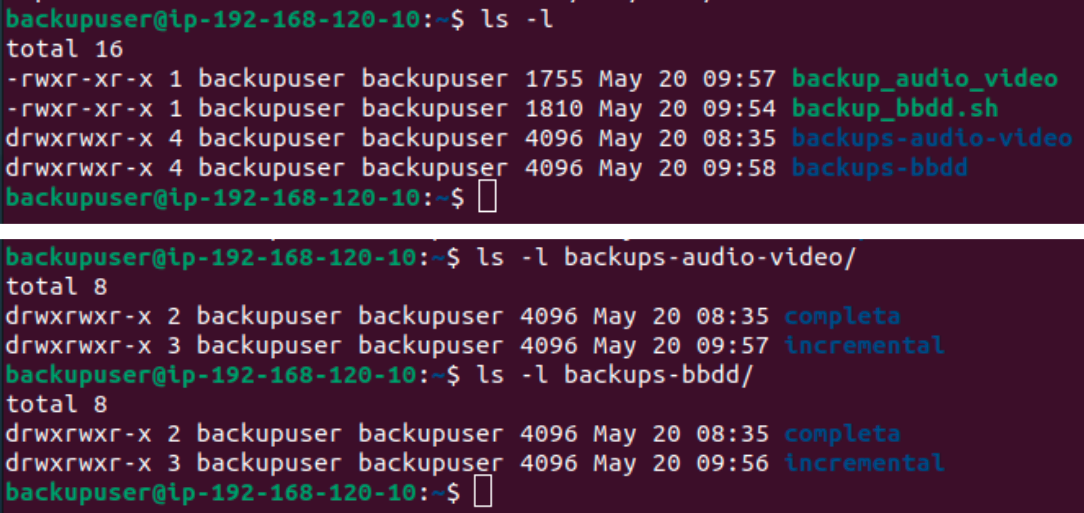 backupuser@ip-192-168-120-10:~$ ls -l
total 16
-rwxr-xr-x 1 backupuser backupuser 1755 May 20 09:57 backup_audio_video
-rwxr-xr-x 1 backupuser backupuser 1810 May 20 09:54 backup_bbdd.sh
drwxrwxr-x 4 backupuser backupuser 4096 May 20 08:35 backups-audio-video
drwxrwxr-x 4 backupuser backupuser 4096 May 20 09:58 backups-bbdd
backupuser@ip-192-168-120-10:~$
backupuser@ip-192-168-120-10:~$ ls -l backups-audio-video/
total 8
drwxrwxr-x 2 backupuser backupuser 4096 May 20 08:35 completa
drwxrwxr-x 3 backupuser backupuser 4096 May 20 09:57 incremental
backupuser@ip-192-168-120-10:~$ ls -l backups-bbdd/
total 8
drwxrwxr-x 2 backupuser backupuser 4096 May 20 08:35 completa
drwxrwxr-x 3 backupuser backupuser 4096 May 20 09:56 incremental
backupuser@ip-192-168-120-10:~$